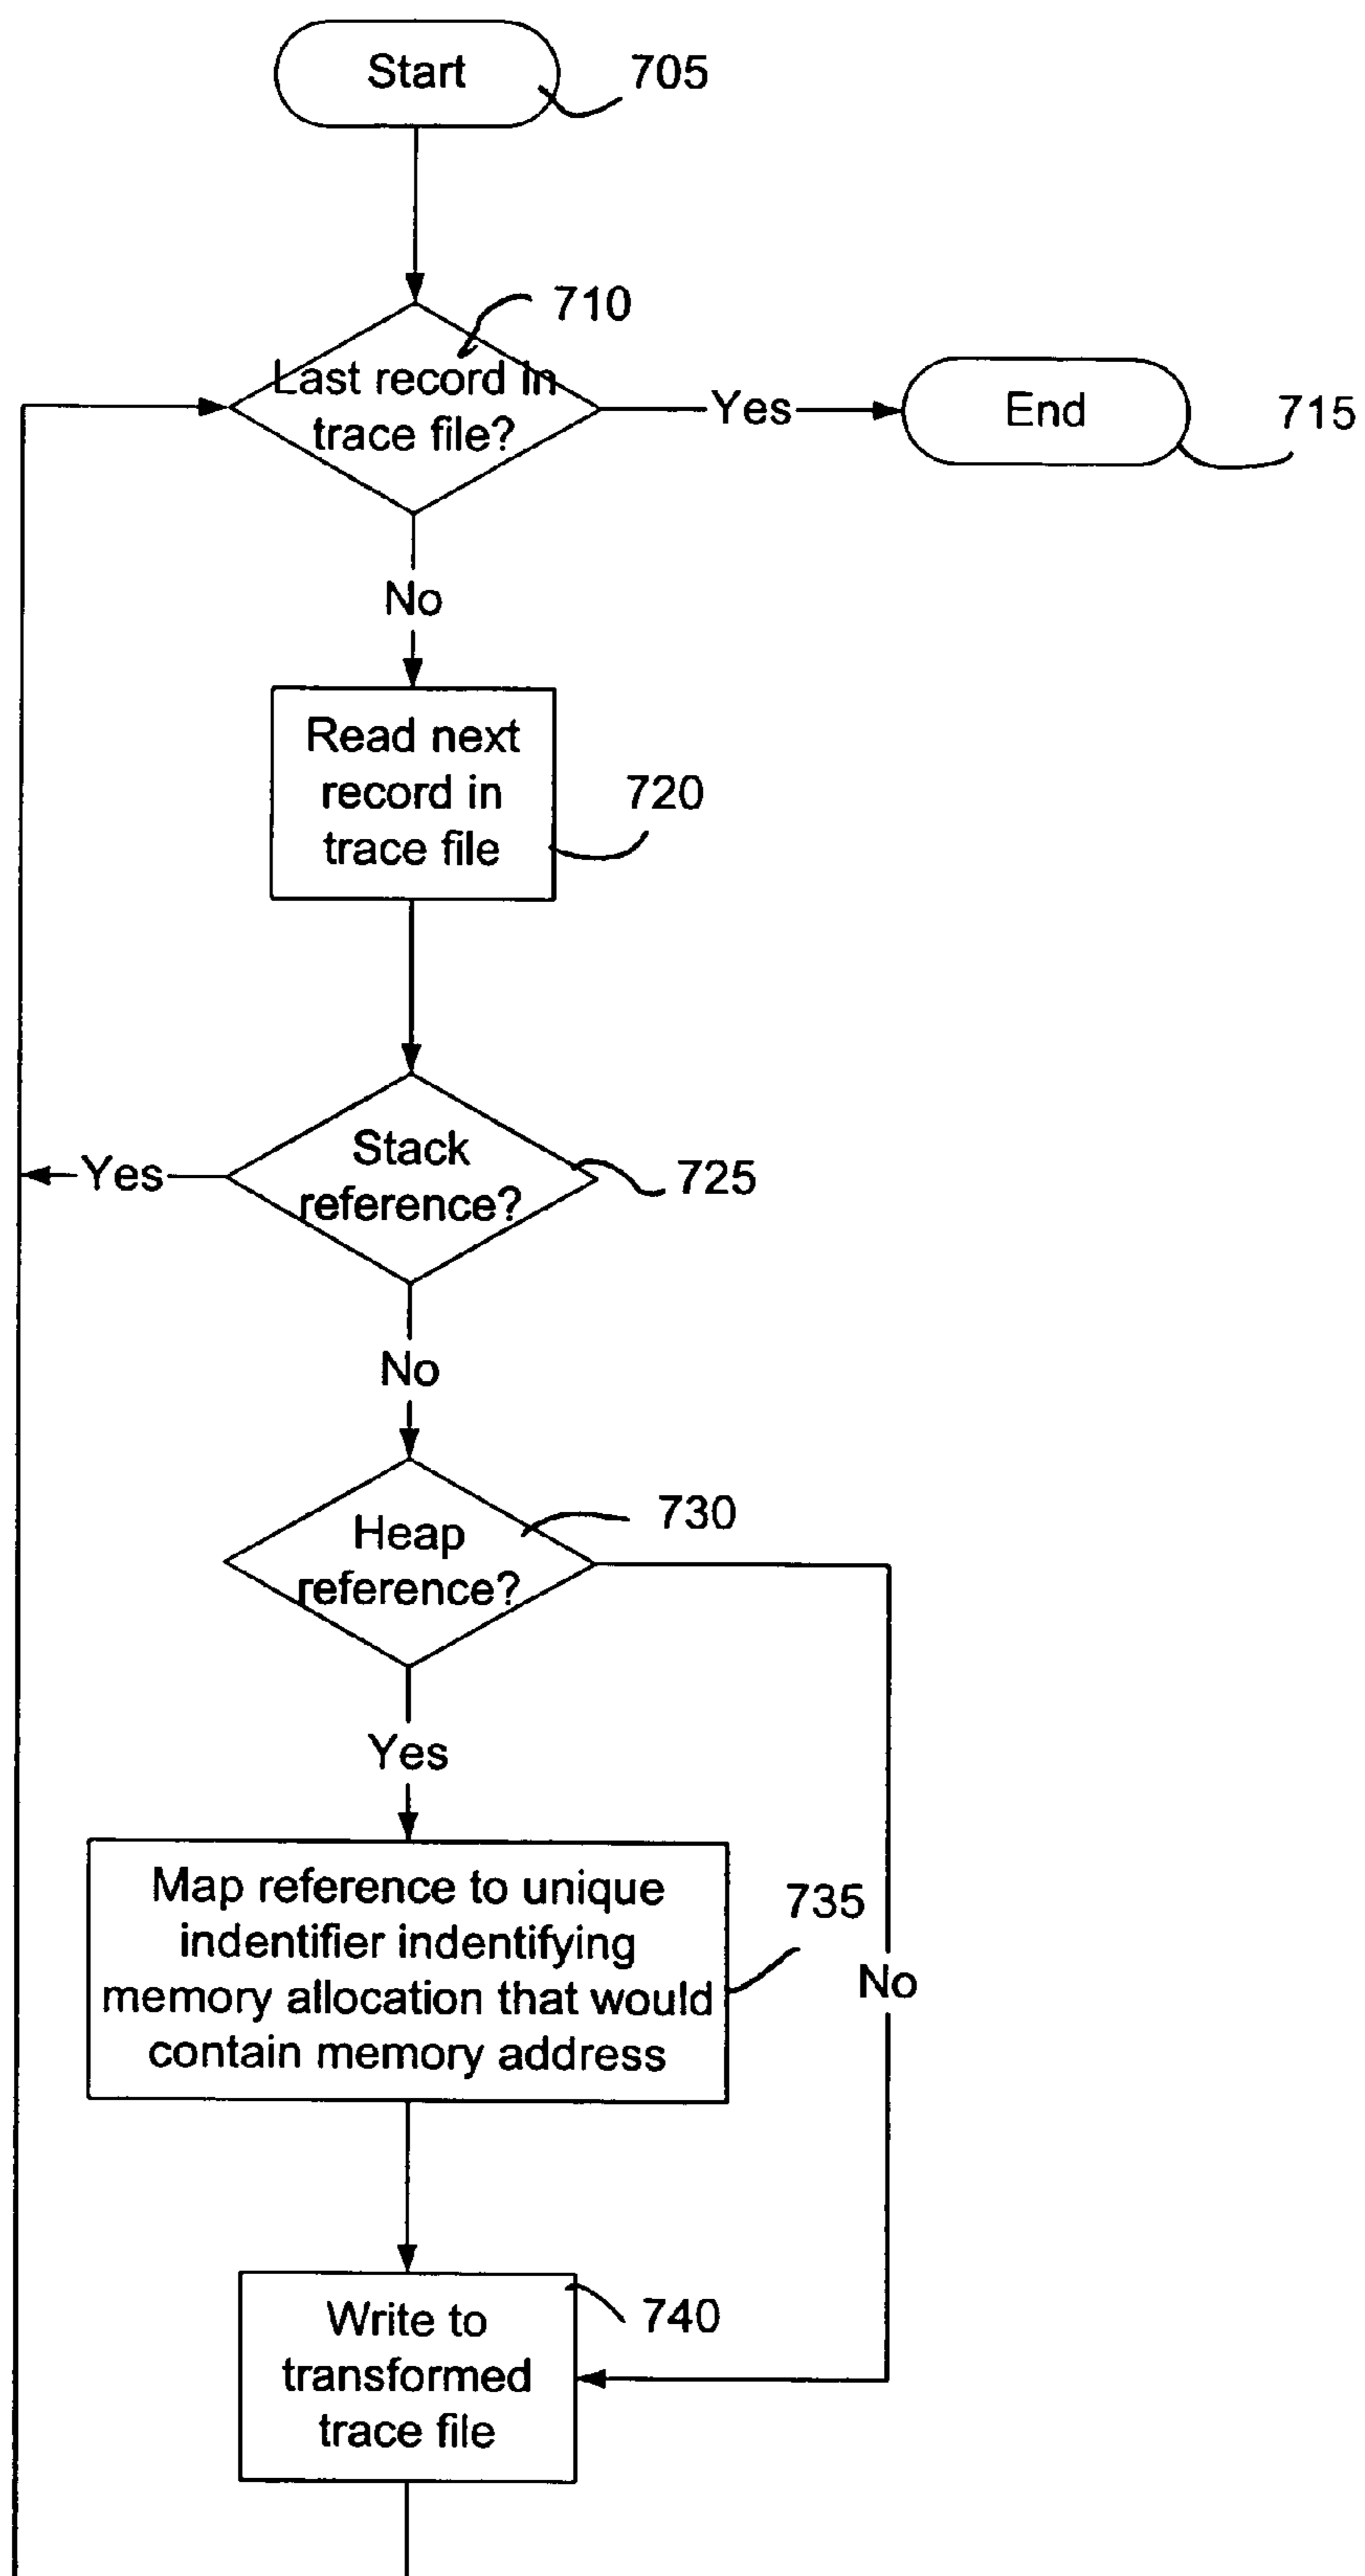 Start
705
710
Last record in
trace file?
Yes
End
715
No
Read next
record in
trace file
720
Stack
reference?
725
Yes
No
Heap
reference?
730
Yes
Map reference to unique
indentifier indentifying
memory allocation that would
contain memory address
735
No
Write to
transformed
trace file
740